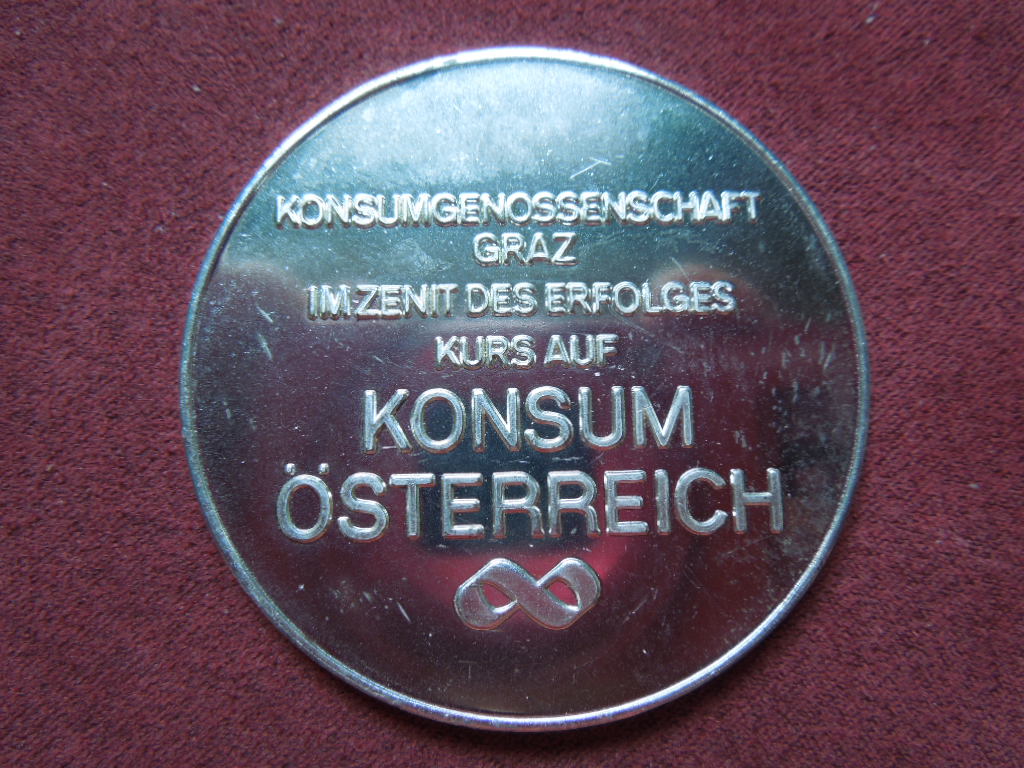 KONSUMGENOSSENSCHAFT
GRAZ
IM ZENIT DES ERFOLGES
KURS AUF
KONSUM
ÖSTERREICH